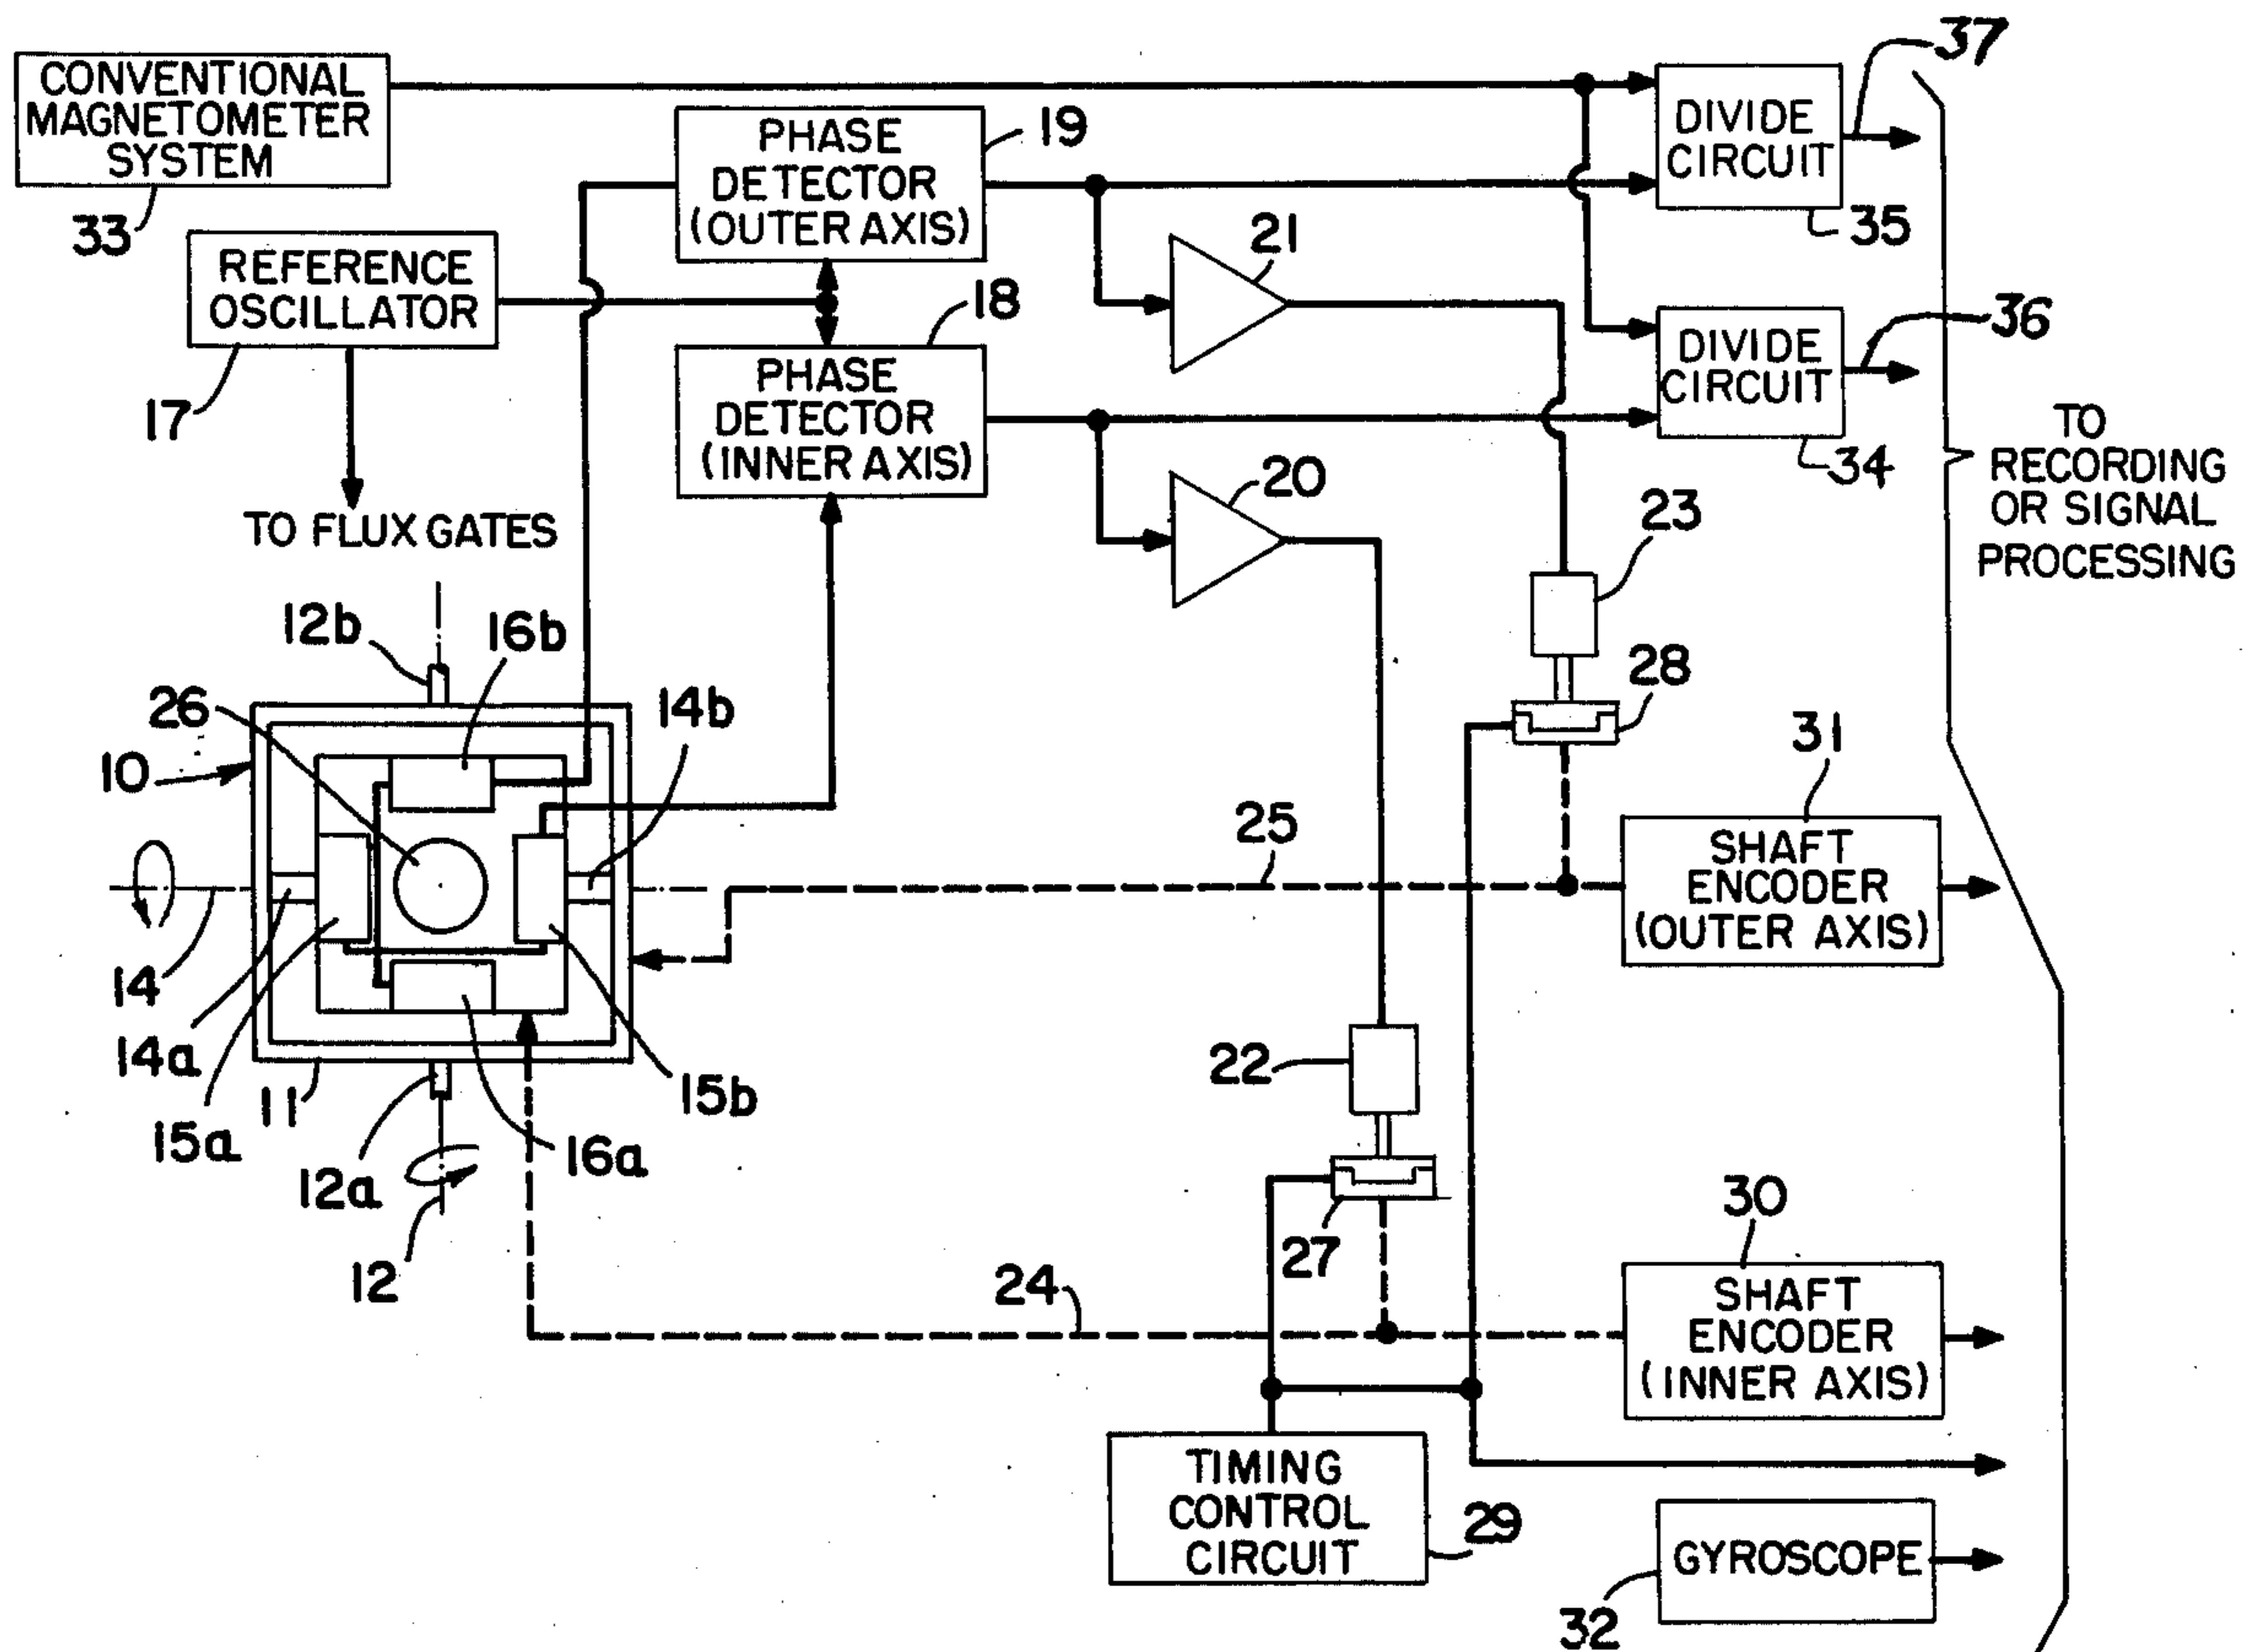 CONVENTIONAL
MAGNETOMETER
SYSTEM
33
REFERENCE
OSCILLATOR
17
TO FLUX GATES
PHASE
DETECTOR
(OUTER AXIS)
19
PHASE
DETECTOR
(INNER AXIS)
18
21
20
DIVIDE
CIRCUIT
35
37
DIVIDE
CIRCUIT
34
36
TO
RECORDING
OR SIGNAL
PROCESSING
23
28
12b
16b
26
14b
10
14
14a
15a
11
12a
12
16a
15b
25
31
SHAFT
ENCODER
(OUTER AXIS)
22
27
24
30
SHAFT
ENCODER
(INNER AXIS)
TIMING
CONTROL
CIRCUIT
29
GYROSCOPE
32